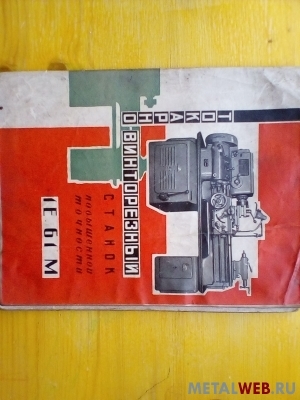 ТОКАРНО-ВИНТОРЕЗНЫЙ
СТАНОК
повышенной
точности
1Е61М
METALWEB.RU